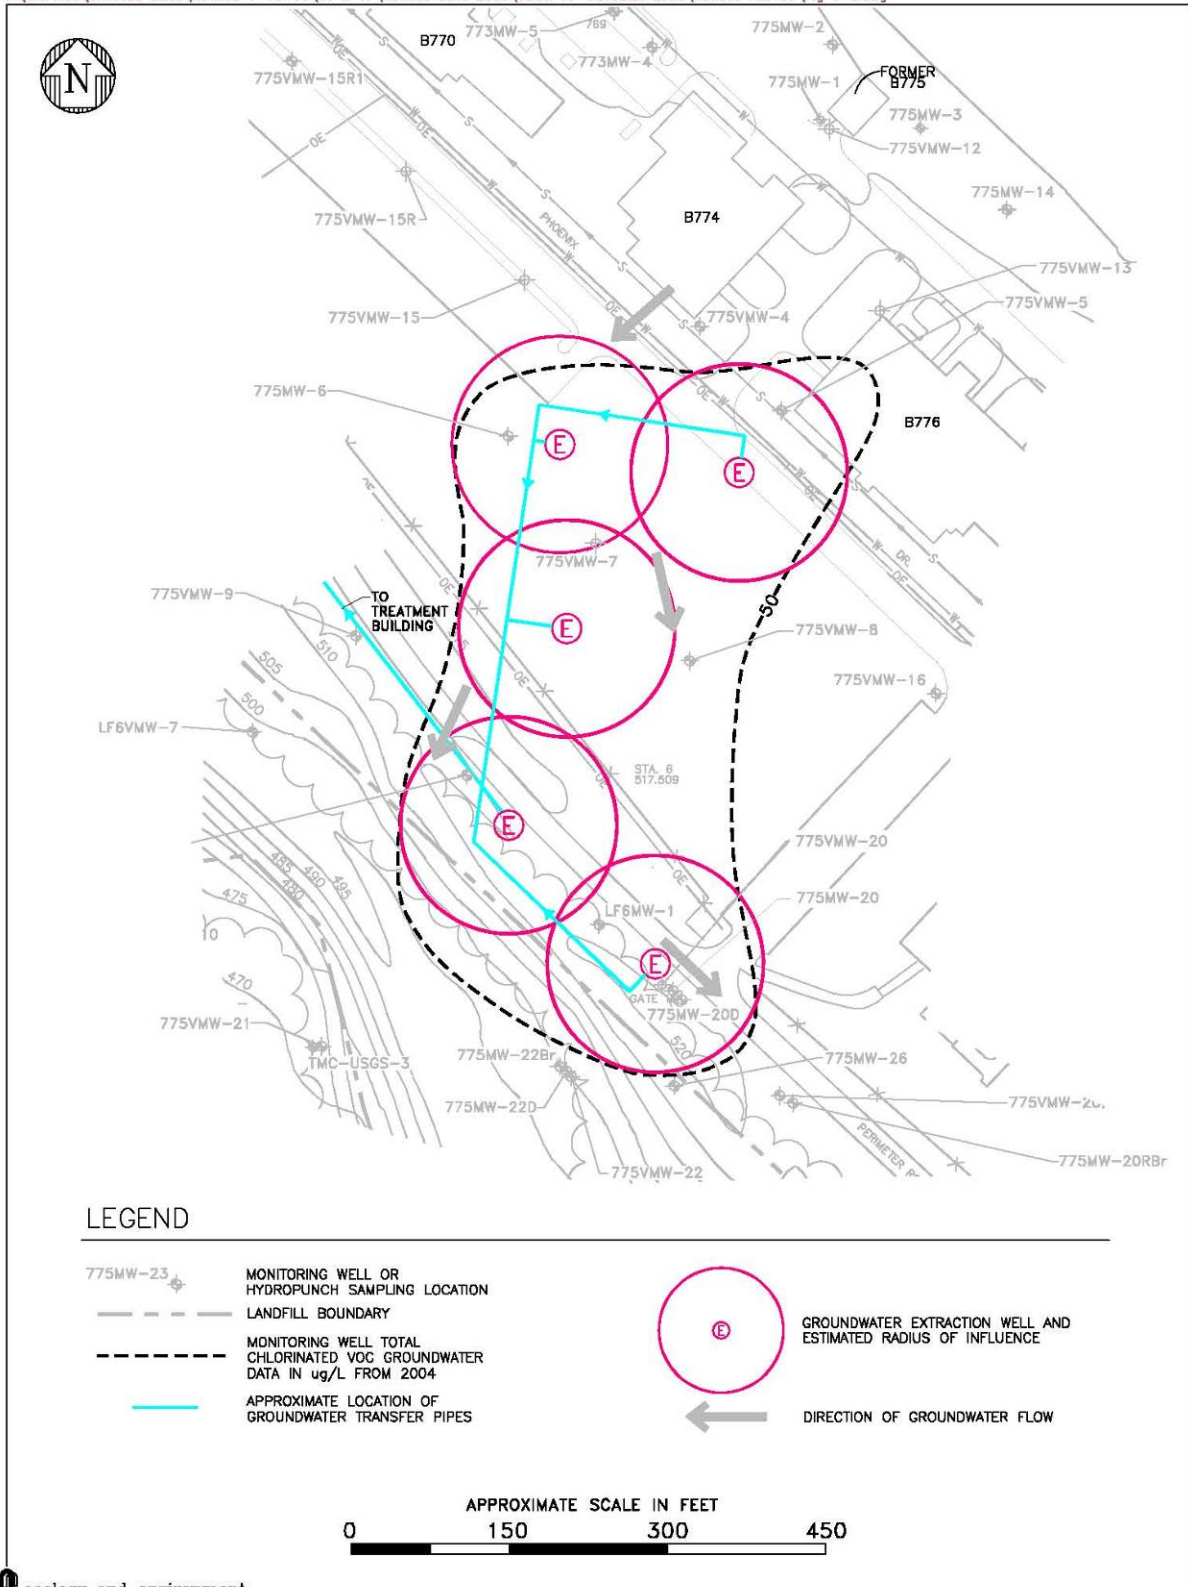 773MW-5
769
775MW-2
B770
773MW-4
N
775VMW-15R1
775MW-1
FORMER
B775
775MW-3
775VMW-12
775MW-14
775VMW-15R
PHOENIX
B774
775VMW-13
775VMW-5
775VMW-15
775VMW-4
775MW-6
B776
E
E
775VMW-7
DR.
50
TO
TREATMENT
BUILDING
775VMW-9
E
775VMW-8
510
505
500
775VMW-16
LF6VMW-7
STA. 6
517.509
E
775VMW-20
485
490
495
480
475
775MW-20
LF6MW-1
10
E
470
GATE
775MW-20D
775VMW-21
520
TMC-USGS-3
775MW-22Br
775MW-26
775MW-22D
PERIMETER
775MW-20RBr
775VMW-22
LEGEND
775MW-23
MONITORING WELL OR
HYDROPUNCH SAMPLING LOCATION
LANDFILL BOUNDARY
MONITORING WELL TOTAL
CHLORINATED VOC GROUNDWATER
DATA IN ug/L FROM 2004
APPROXIMATE LOCATION OF
GROUNDWATER TRANSFER PIPES
E
GROUNDWATER EXTRACTION WELL AND
ESTIMATED RADIUS OF INFLUENCE
DIRECTION OF GROUNDWATER FLOW
APPROXIMATE SCALE IN FEET
0 150 300 450